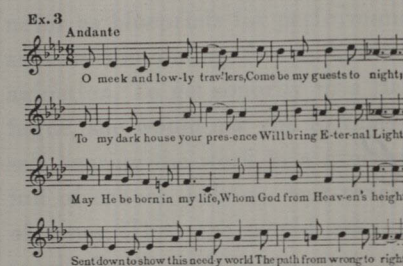 Ex. 3
Andante
O meek and low-ly trav'lers, Come be my guests to night
To my dark house your pres-ence Will bring E-ter-nal Light
May He be born in my life, Whom God from Heav-en's heigh
Sent down to show this need-y world The path from wrong to righ